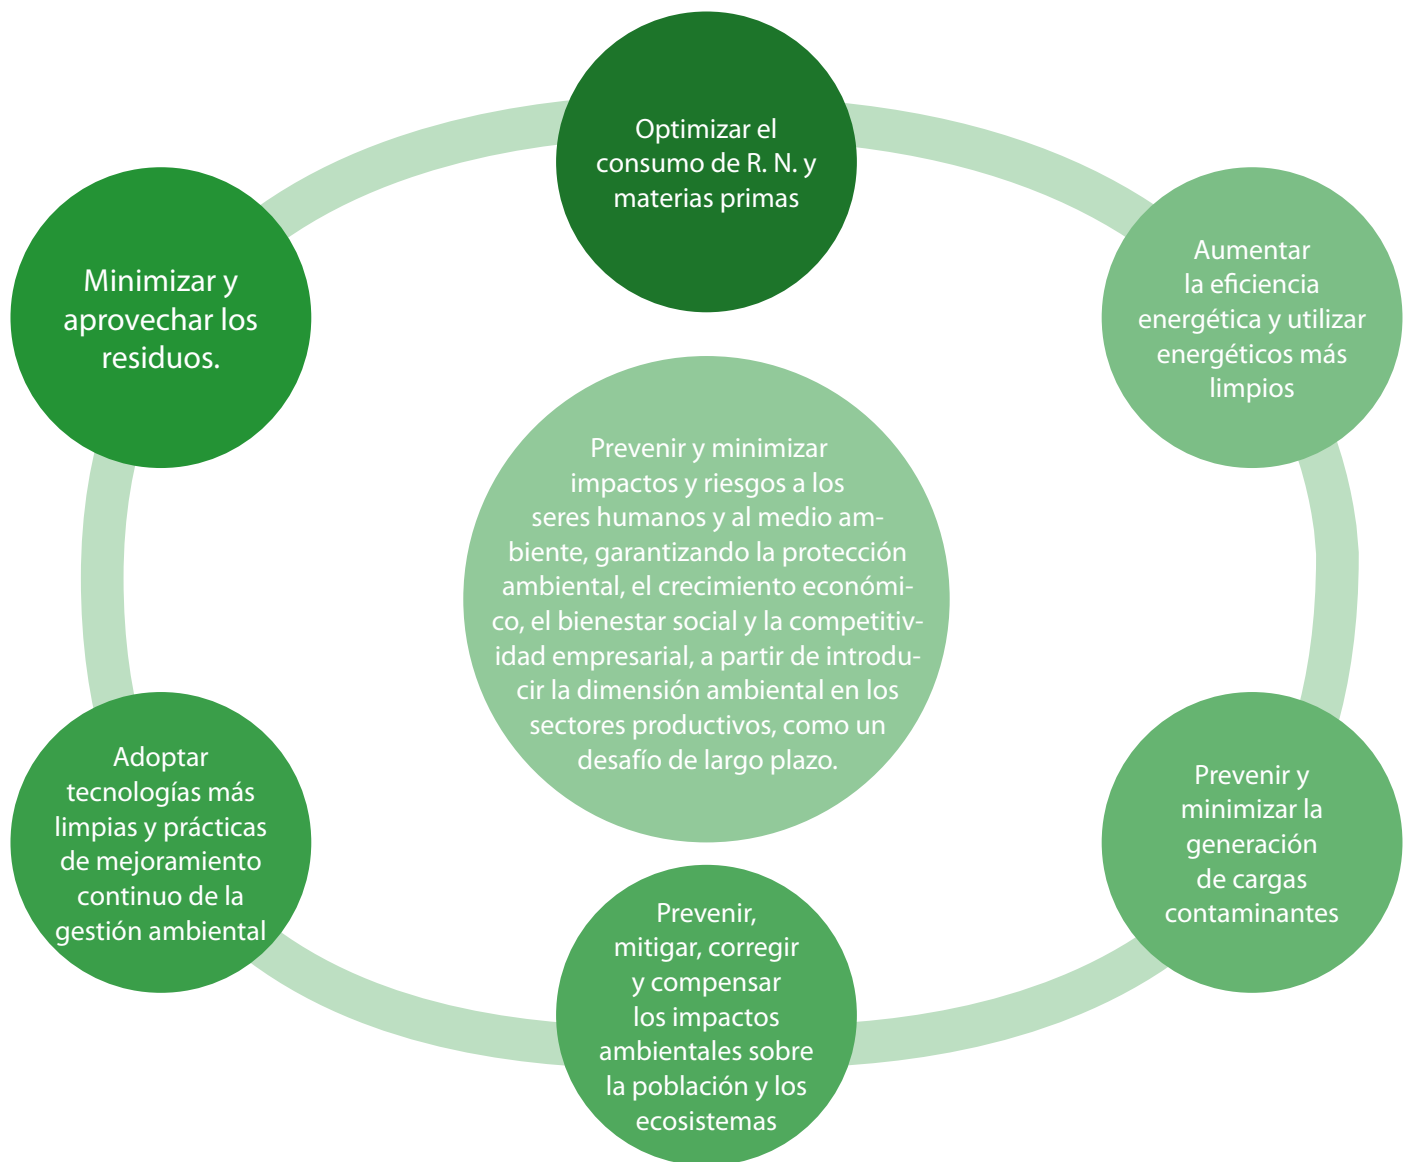 Optimizar el
consumo de R. N. y
materias primas
Aumentar
la eficiencia
energética y utilizar
energéticos más
limpios
Minimizar y
aprovechar los
residuos.
Prevenir y minimizar
impactos y riesgos a los
seres humanos y al medio am-
biente, garantizando la protección
ambiental, el crecimiento económi-
co, el bienestar social y la competitiv-
idad empresarial, a partir de introdu-
cir la dimensión ambiental en los
sectores productivos, como un
desafío de largo plazo.
Adoptar
tecnologías más
limpias y prácticas
de mejoramiento
continuo de la
gestión ambiental
Prevenir y
minimizar la
generación
de cargas
contaminantes
Prevenir,
mitigar, corregir
y compensar
los impactos
ambientales sobre
la población y los
ecosistemas